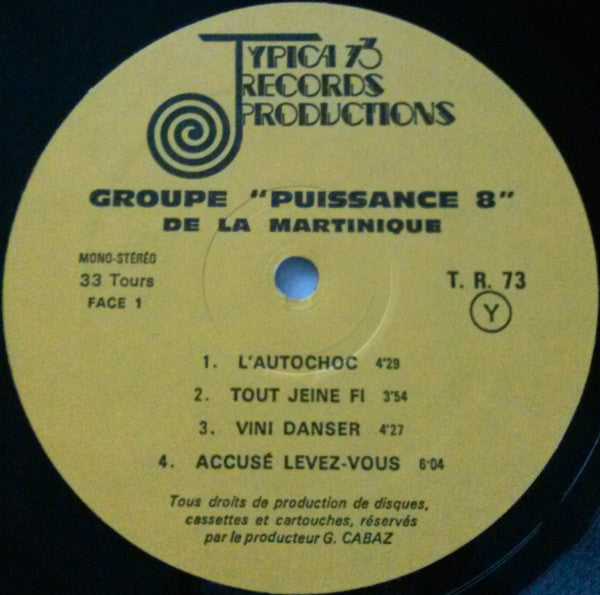 TYPICA 73
RECORDS
PRODUCTIONS
GROUPE "PUISSANCE 8"
DE LA MARTINIQUE
MONO-STÉRÉO
33 Tours
FACE 1
T. R. 73
Y
1. L'AUTOCHOC 4'29
2. TOUT JEINE FI 3'54
3. VINI DANSER 4'27
4. ACCUSÉ LEVEZ-VOUS 6'04
Tous droits de production de disques,
cassettes et cartouches, réservés
par le producteur G. CABAZ